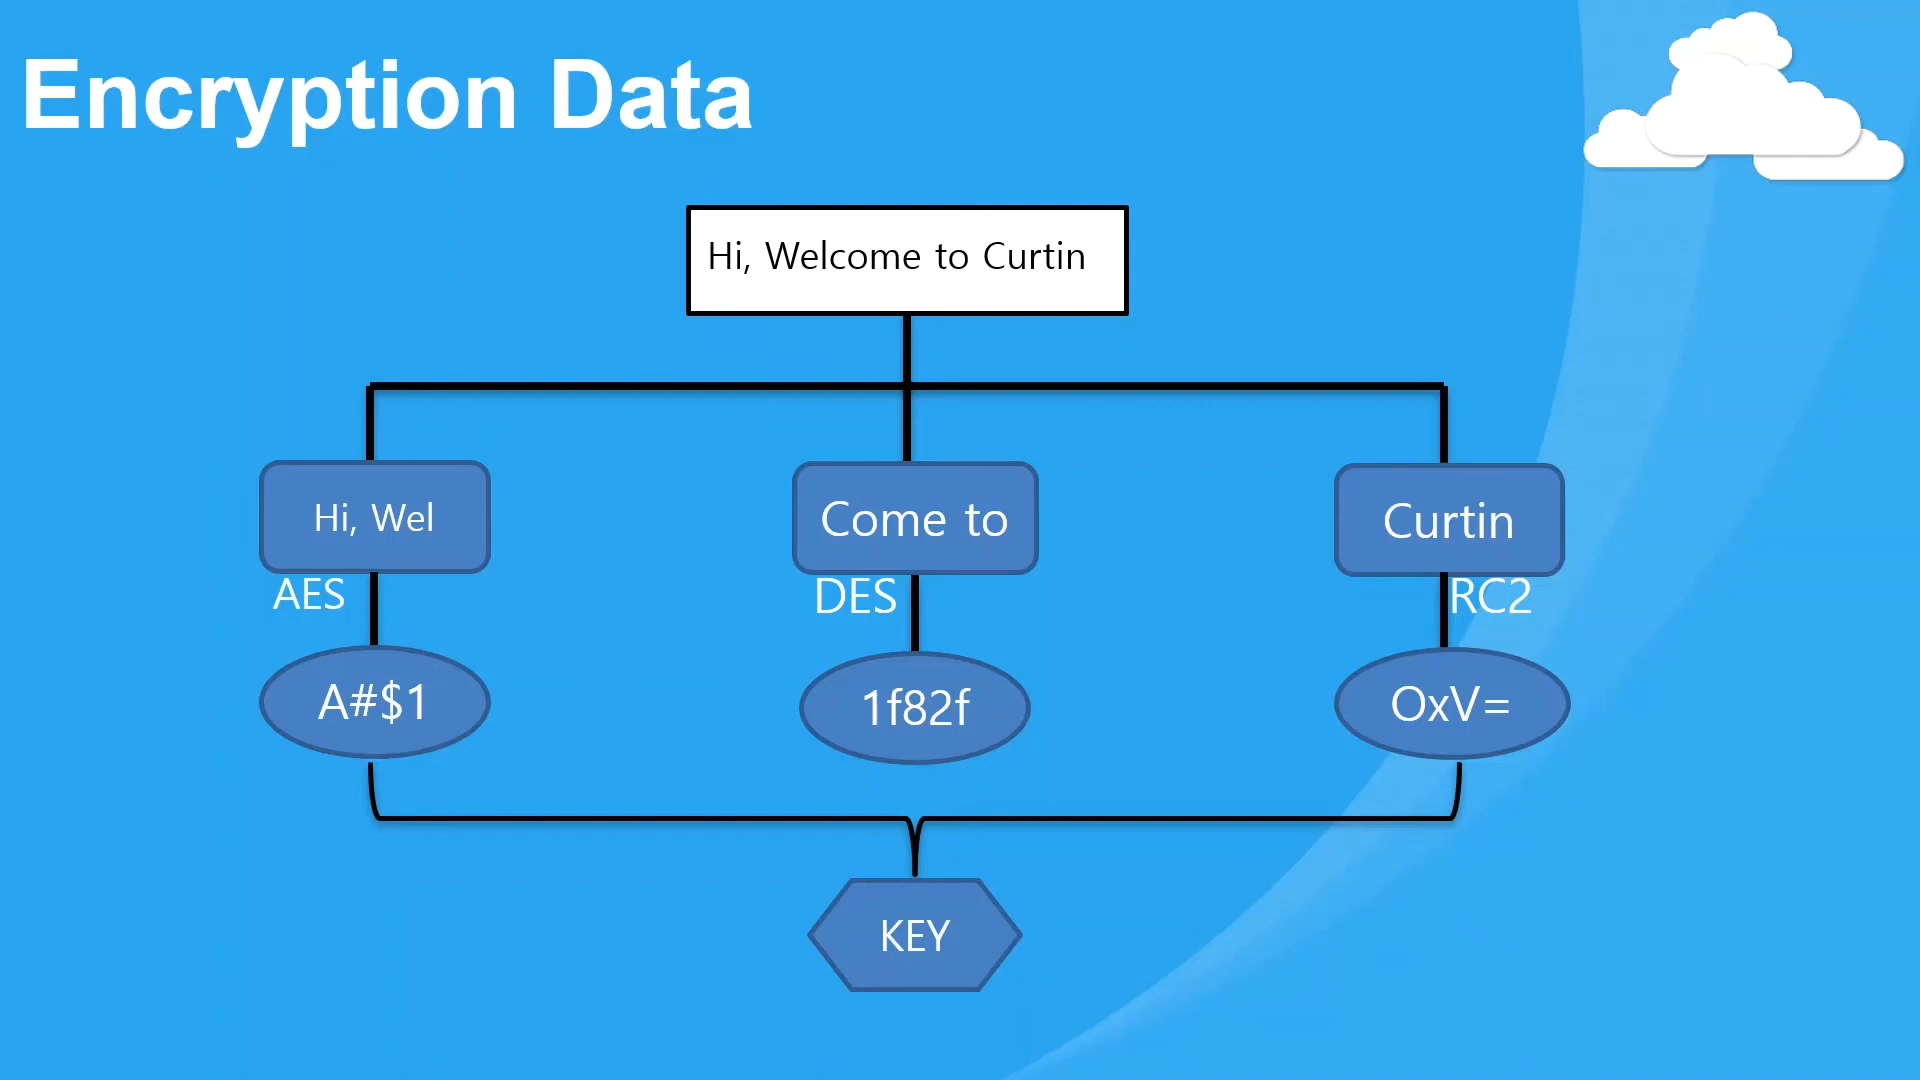 Encryption Data
Hi, Welcome to Curtin
Hi, Wel
Come to
Curtin
AES
DES
RC2
A#$1
1f82f
OxV=
KEY